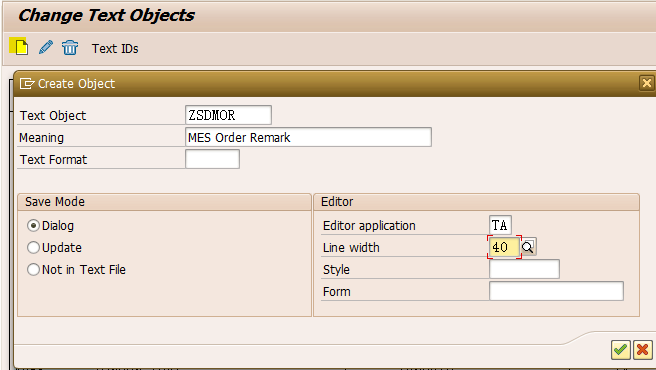 Change Text Objects
Text IDs
Create Object
Text Object ZSDMOR
Meaning MES Order Remark
Text Format
Save Mode
Dialog
Update
Not in Text File
Editor
Editor application TA
Line width 40
Style
Form